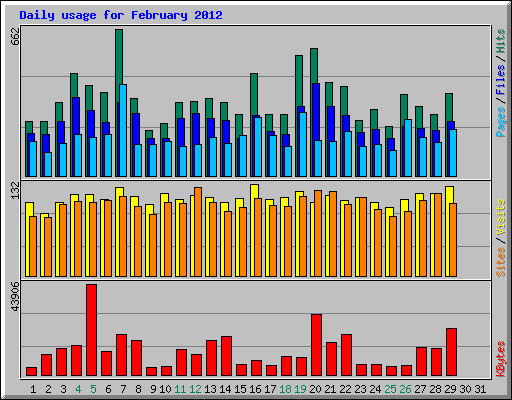 Daily usage for February 2012
662
Pages/Files/Hits
132
Sites/Visits
43906
KBytes
1 2 3 4 5 6 7 8 9 10 11 12 13 14 15 16 17 18 19 20 21 22 23 24 25 26 27 28 29 30 31